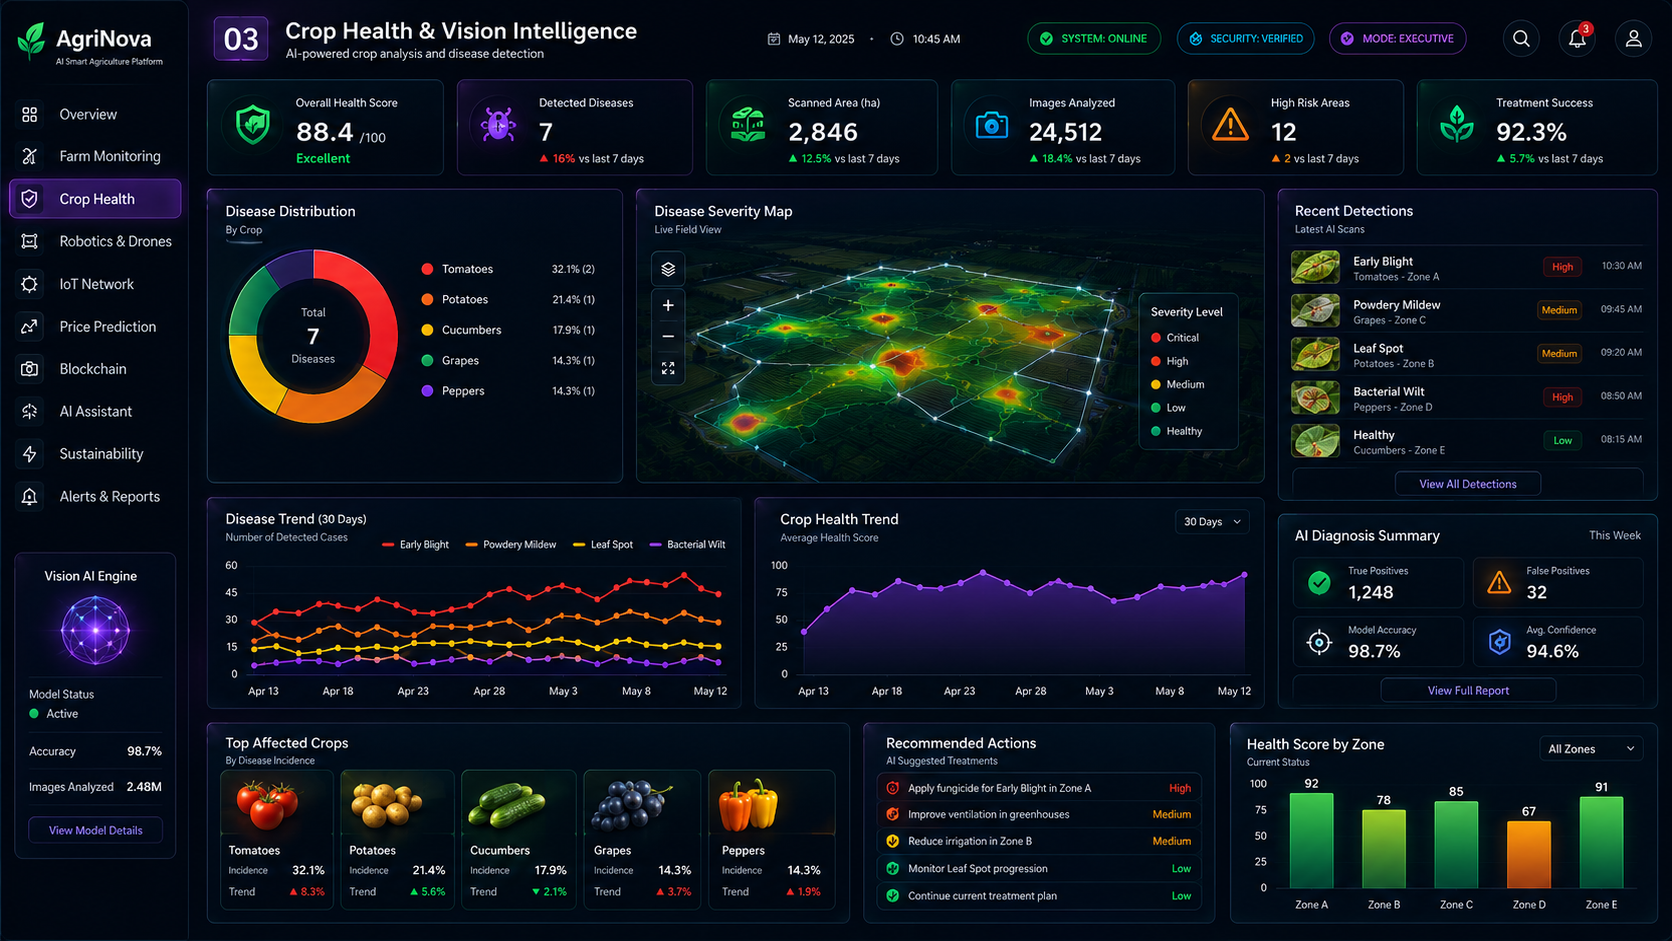 AgriNova
AI Smart Agriculture Platform
Overview
Farm Monitoring
Crop Health
Robotics & Drones
IoT Network
Price Prediction
Blockchain
AI Assistant
Sustainability
Alerts & Reports
Vision AI Engine
Model Status
Active
Accuracy 98.7%
Images Analyzed 2.48M
View Model Details
03
Crop Health & Vision Intelligence
AI-powered crop analysis and disease detection
May 12, 2025 • 10:45 AM
SYSTEM: ONLINE
SECURITY: VERIFIED
MODE: EXECUTIVE
3
Overall Health Score
88.4 /100
Excellent
Detected Diseases
7
▲ 16% vs last 7 days
Scanned Area (ha)
2,846
▲ 12.5% vs last 7 days
Images Analyzed
24,512
▲ 18.4% vs last 7 days
High Risk Areas
12
▲ 2 vs last 7 days
Treatment Success
92.3%
▲ 5.7% vs last 7 days
Disease Distribution
By Crop
Total
7
Diseases
Tomatoes 32.1% (2)
Potatoes 21.4% (1)
Cucumbers 17.9% (1)
Grapes 14.3% (1)
Peppers 14.3% (1)
Disease Severity Map
Live Field View
Severity Level
Critical
High
Medium
Low
Healthy
Recent Detections
Latest AI Scans
Early Blight
Tomatoes - Zone A
High
10:30 AM
Powdery Mildew
Grapes - Zone C
Medium
09:45 AM
Leaf Spot
Potatoes - Zone B
Medium
09:20 AM
Bacterial Wilt
Peppers - Zone D
High
08:50 AM
Healthy
Cucumbers - Zone E
Low
08:15 AM
View All Detections
Disease Trend (30 Days)
Number of Detected Cases
Early Blight Powdery Mildew Leaf Spot Bacterial Wilt
60
45
30
15
0
Apr 13 Apr 18 Apr 23 Apr 28 May 3 May 8 May 12
Crop Health Trend
Average Health Score
30 Days
100
75
50
25
0
Apr 13 Apr 18 Apr 23 Apr 28 May 3 May 8 May 12
AI Diagnosis Summary
This Week
True Positives
1,248
False Positives
32
Model Accuracy
98.7%
Avg. Confidence
94.6%
View Full Report
Top Affected Crops
By Disease Incidence
Tomatoes
Incidence 32.1%
Trend ▲ 8.3%
Potatoes
Incidence 21.4%
Trend ▲ 5.6%
Cucumbers
Incidence 17.9%
Trend ▼ 2.1%
Grapes
Incidence 14.3%
Trend ▲ 3.7%
Peppers
Incidence 14.3%
Trend ▲ 1.9%
Recommended Actions
AI Suggested Treatments
Apply fungicide for Early Blight in Zone A High
Improve ventilation in greenhouses Medium
Reduce irrigation in Zone B Medium
Monitor Leaf Spot progression Low
Continue current treatment plan Low
Health Score by Zone
Current Status
All Zones
100
75
50
25
0
92 78 85 67 91
Zone A Zone B Zone C Zone D Zone E